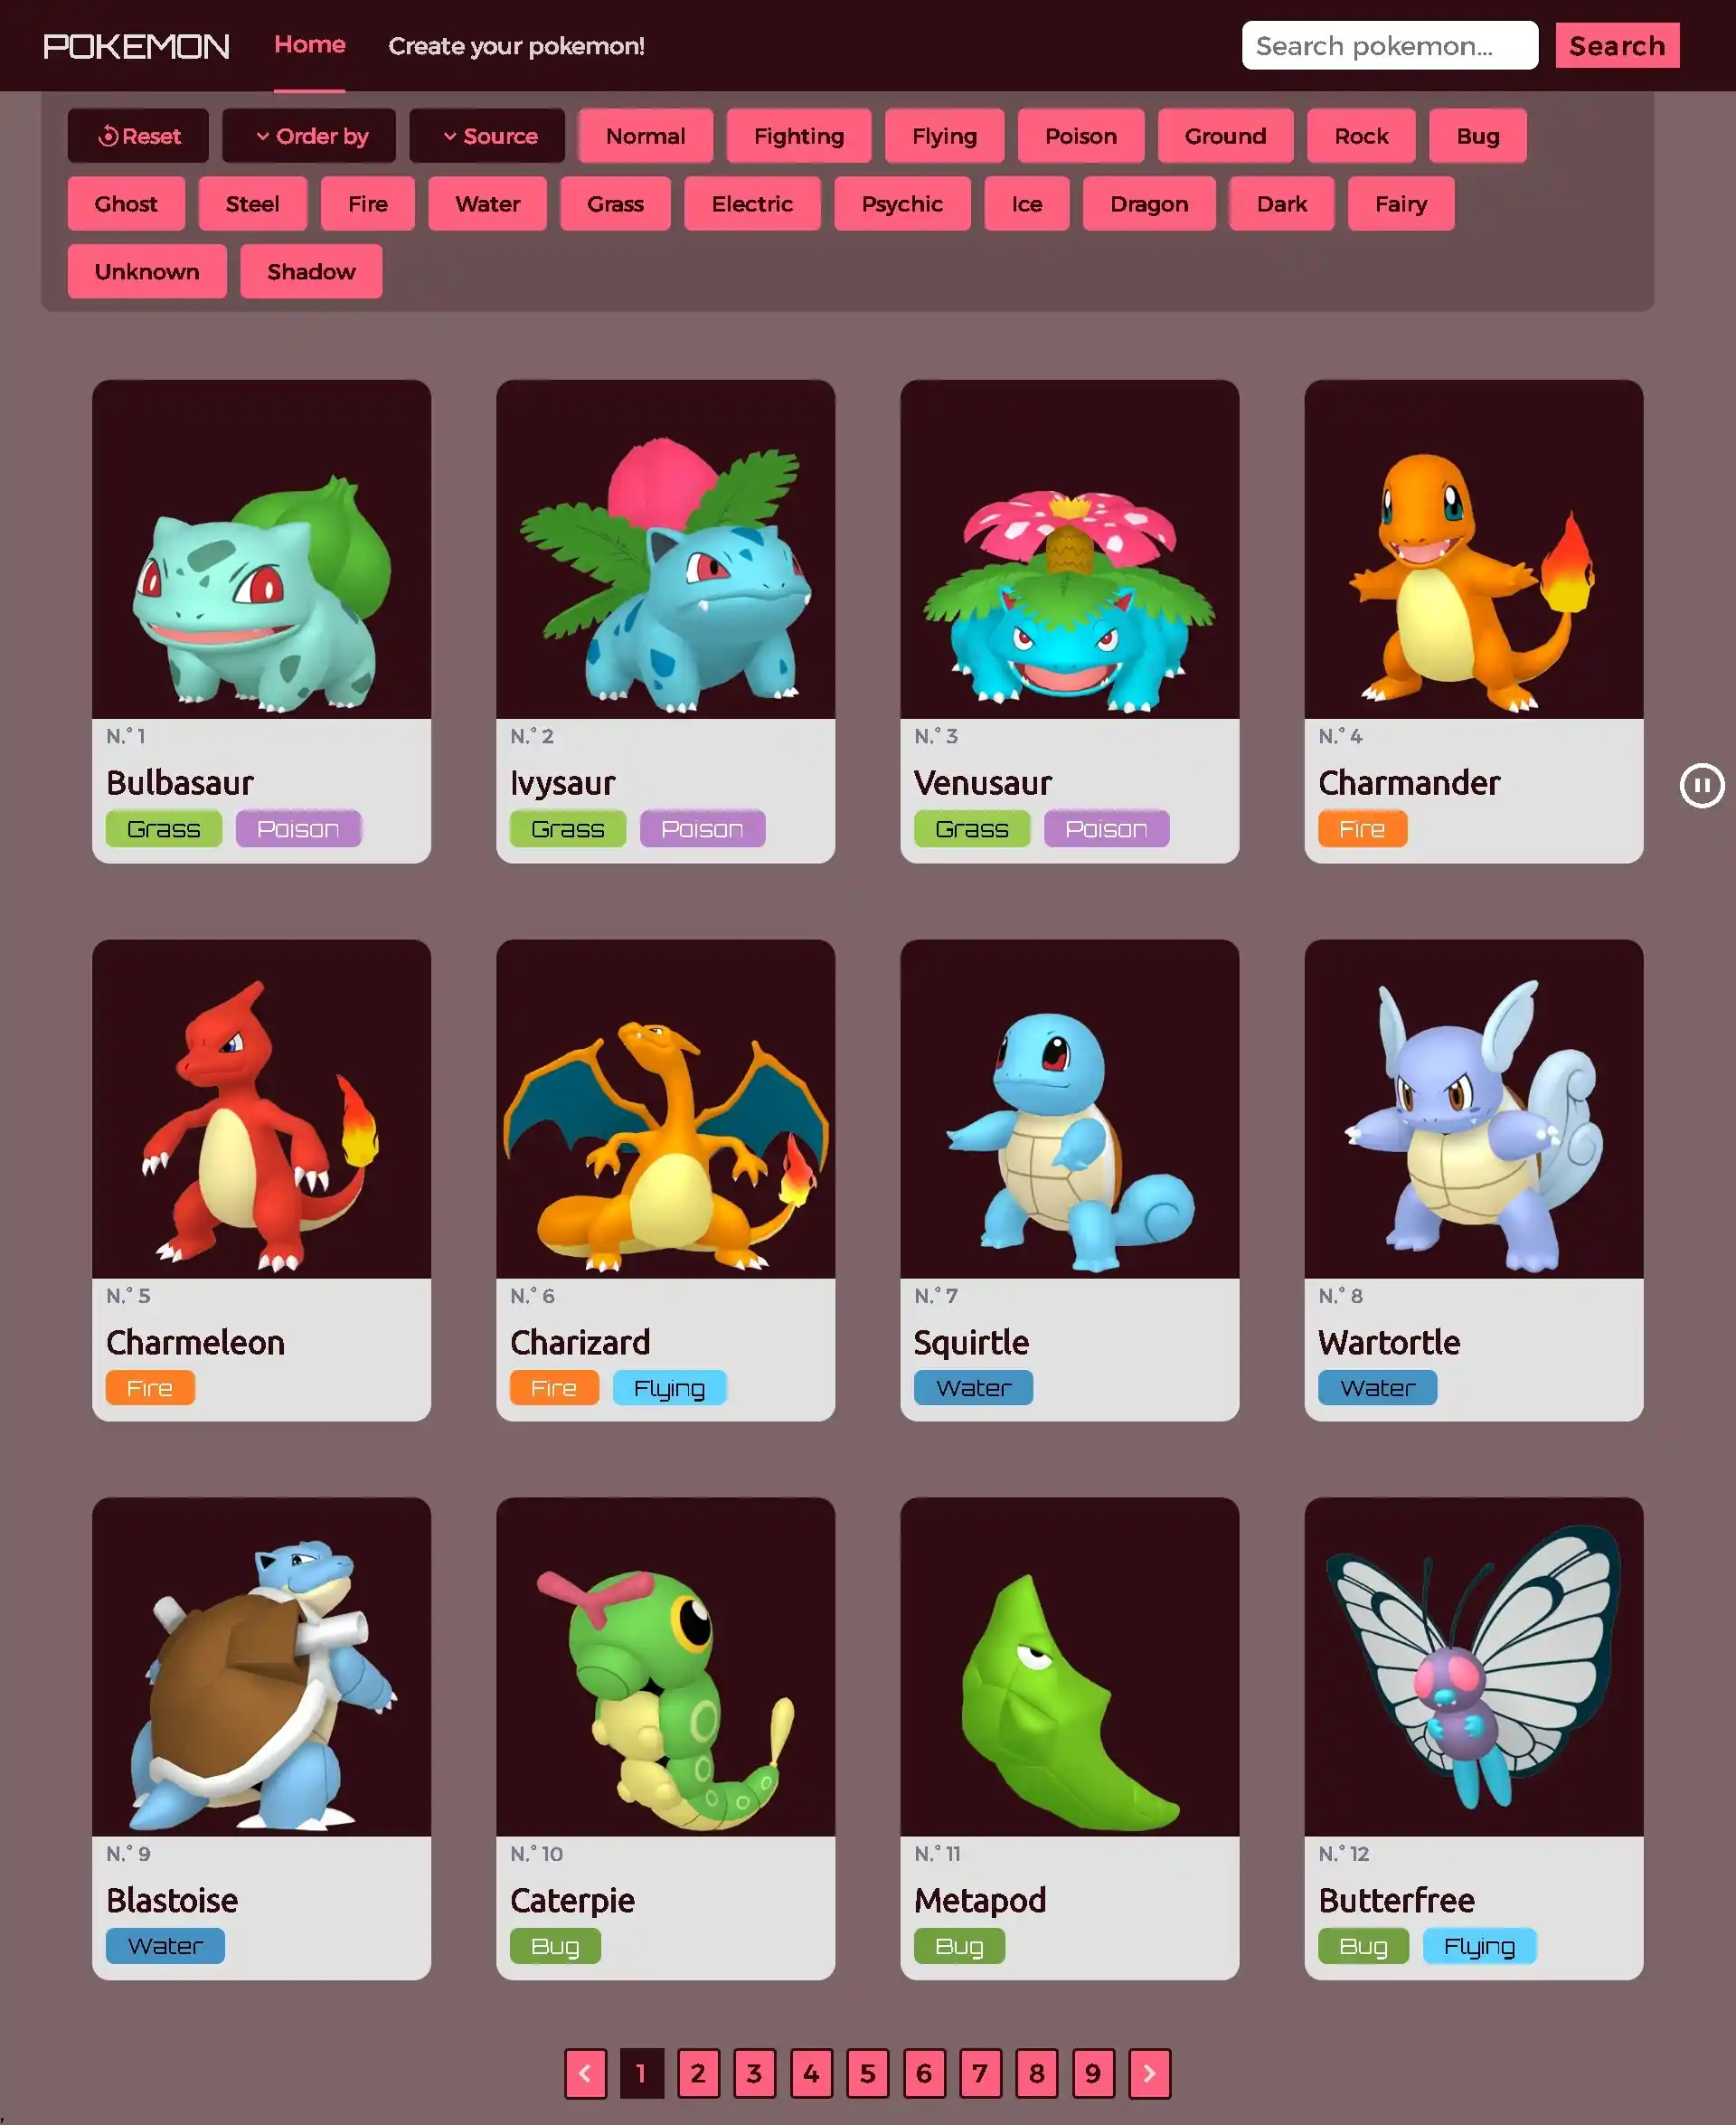 POKEMON Home Create your pokemon! Search pokemon... Search
Reset Order by Source Normal Fighting Flying Poison Ground Rock Bug
Ghost Steel Fire Water Grass Electric Psychic Ice Dragon Dark Fairy
Unknown Shadow
N.° 1
Bulbasaur
Grass Poison
N.° 2
Ivysaur
Grass Poison
N.° 3
Venusaur
Grass Poison
N.° 4
Charmander
Fire
N.° 5
Charmeleon
Fire
N.° 6
Charizard
Fire Flying
N.° 7
Squirtle
Water
N.° 8
Wartortle
Water
N.° 9
Blastoise
Water
N.° 10
Caterpie
Bug
N.° 11
Metapod
Bug
N.° 12
Butterfree
Bug Flying
1 2 3 4 5 6 7 8 9
,